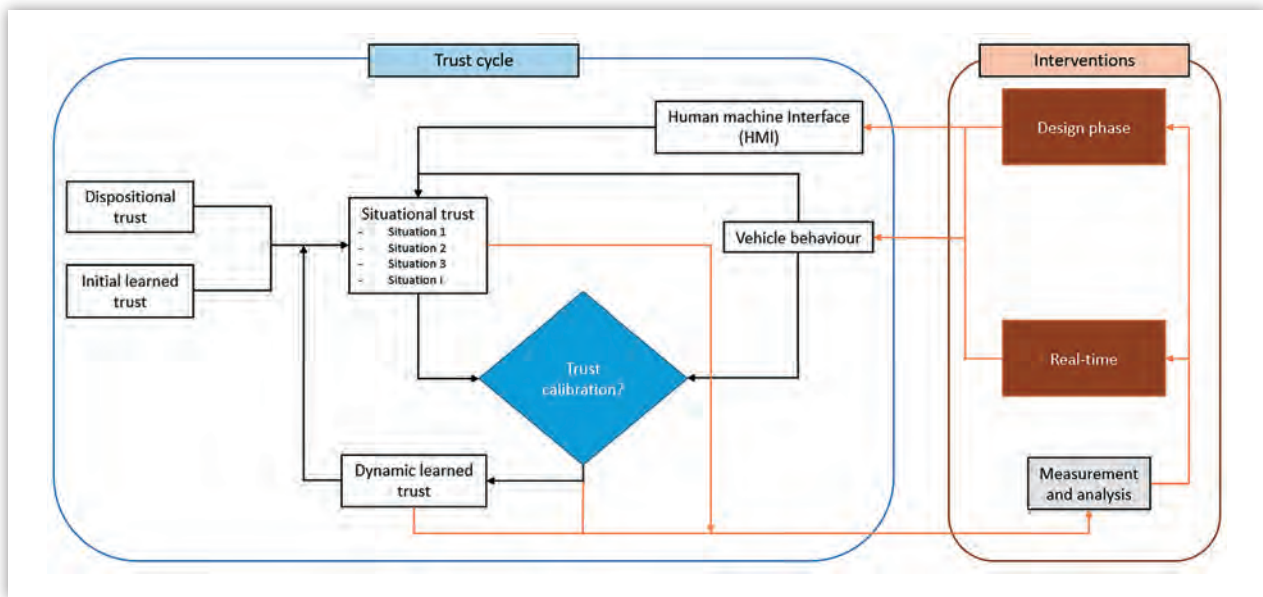 Trust cycle
Interventions
Human machine Interface
(HMI)
Design phase
Dispositional
trust
Situational trust
- Situation 1
- Situation 2
- Situation 3
- Situation i
Vehicle behaviour
Initial learned
trust
Trust
calibration?
Real-time
Dynamic learned
trust
Measurement
and analysis